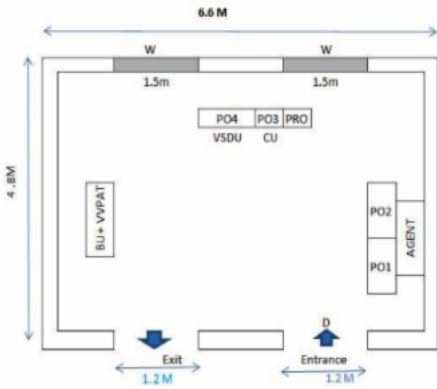 6.6 M
W W
1.5m 1.5m
PO4 PO3 PRO
VSDU CU
4.8M
BU+ VVPAT
PO2
AGENT
PO1
D
Exit Entrance
1.2 M 1.2 M